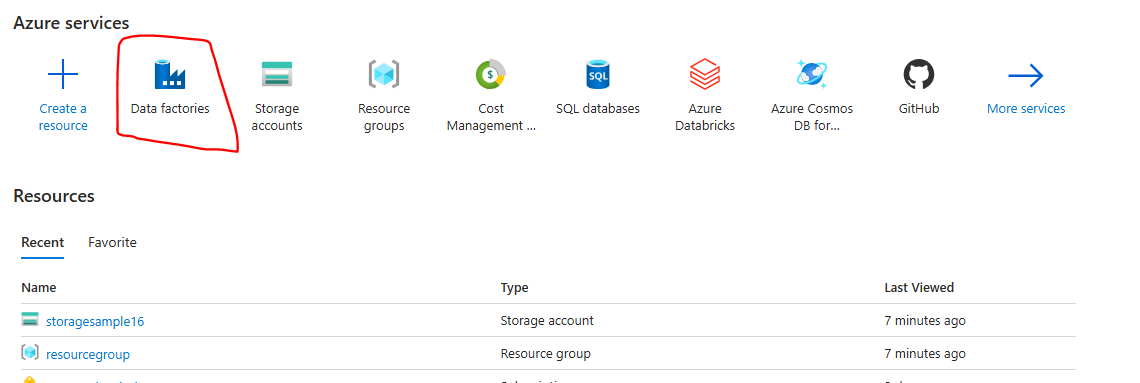 Azure services
Create a
resource
Data factories
Storage
accounts
Resource
groups
Cost
Management ...
SQL
SQL databases
Azure
Databricks
Azure Cosmos
DB for...
GitHub
More services
Resources
Recent Favorite
Name Type Last Viewed
storagesample16 Storage account 7 minutes ago
resourcegroup Resource group 7 minutes ago